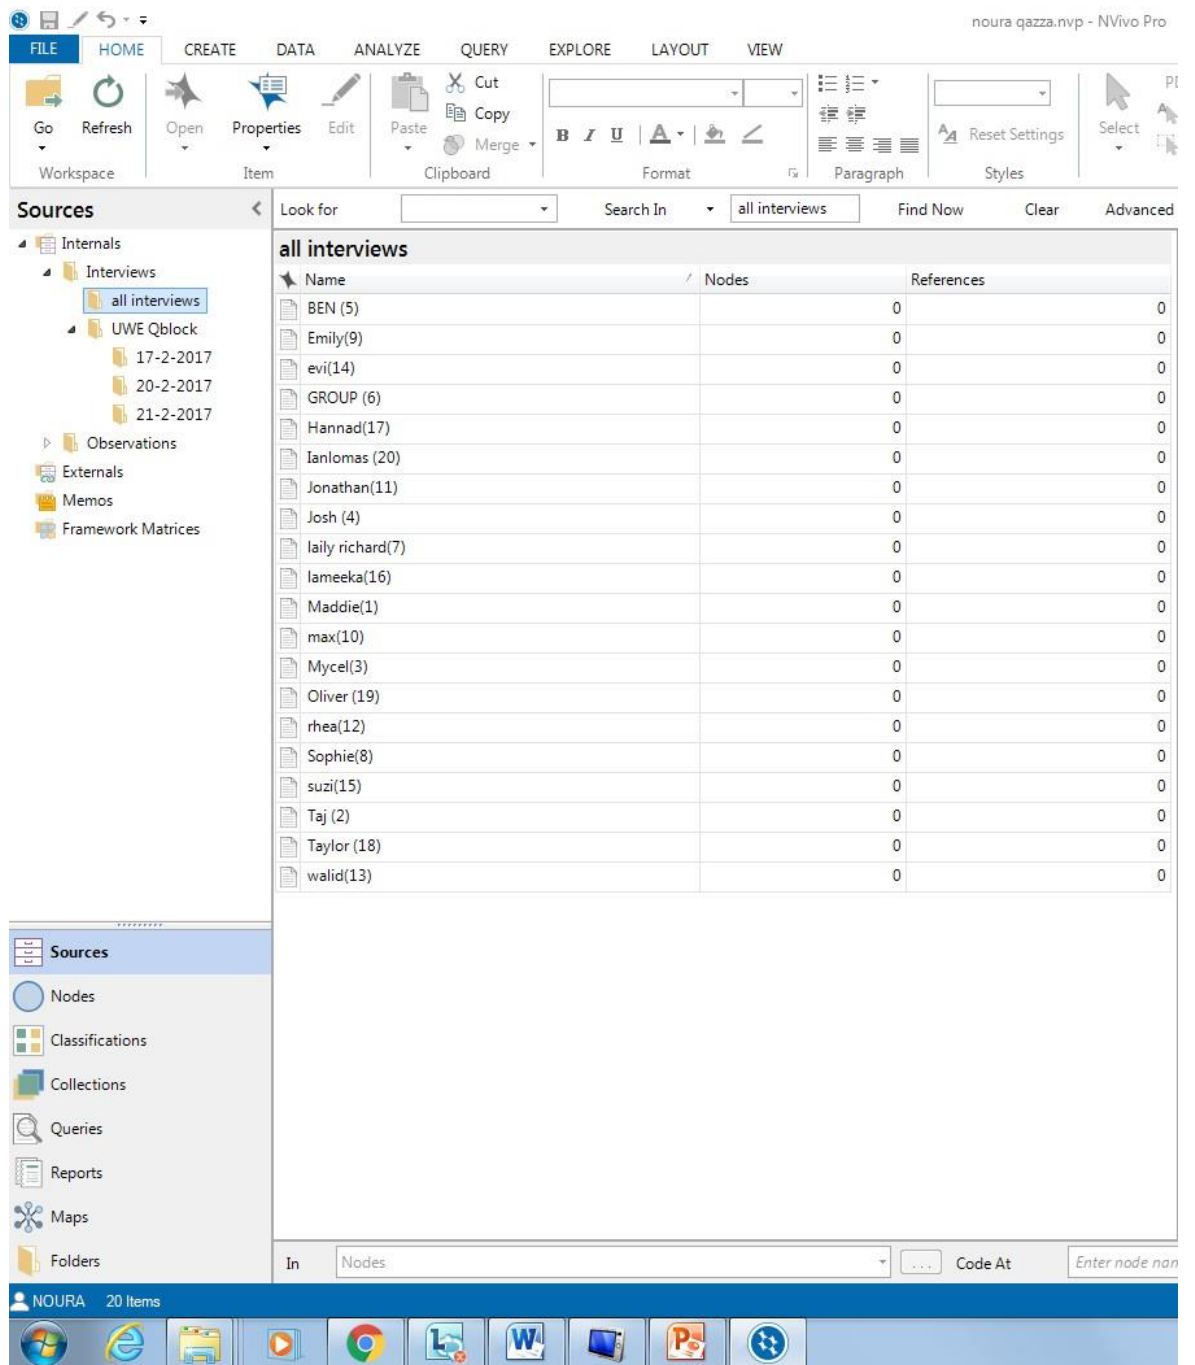 noura qazza.nvp - NVivo Pro
FILE HOME CREATE DATA ANALYZE QUERY EXPLORE LAYOUT VIEW
Go Refresh Open Properties Edit Paste Cut
Copy
Merge
B I U A Reset Settings Select
Workspace Item Clipboard Format Paragraph Styles
Sources
Look for Search In all interviews Find Now Clear Advanced
Internals
Interviews
all interviews
UWE Qblock
17-2-2017
20-2-2017
21-2-2017
Observations
Externals
Memos
Framework Matrices
all interviews
Name Nodes References
BEN (5) 0 0
Emily(9) 0 0
evi(14) 0 0
GROUP (6) 0 0
Hannad(17) 0 0
Ianlomas (20) 0 0
Jonathan(11) 0 0
Josh (4) 0 0
laily richard(7) 0 0
lameeka(16) 0 0
Maddie(1) 0 0
max(10) 0 0
Mycel(3) 0 0
Oliver (19) 0 0
rhea(12) 0 0
Sophie(8) 0 0
suzi(15) 0 0
Taj (2) 0 0
Taylor (18) 0 0
walid(13) 0 0
Sources
Nodes
Classifications
Collections
Queries
Reports
Maps
Folders
In Nodes ... Code At Enter node nam
NOURA 20 Items